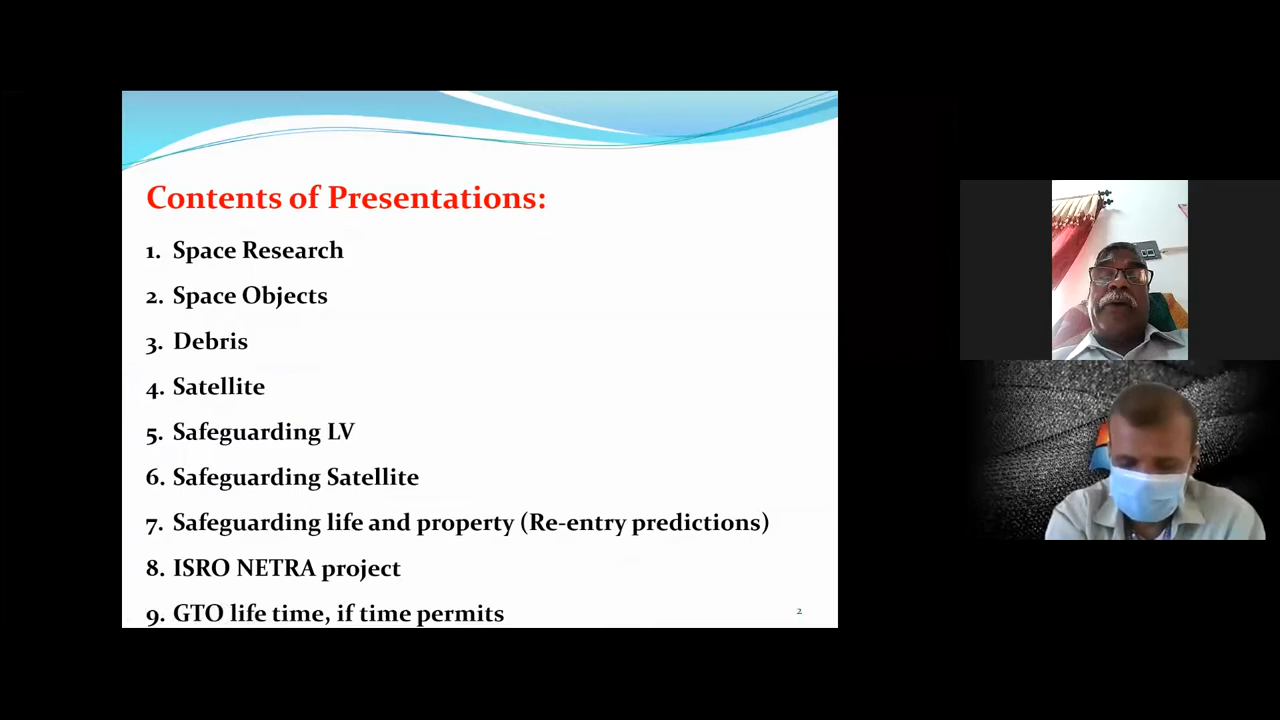 Contents of Presentations:
1. Space Research
2. Space Objects
3. Debris
4. Satellite
5. Safeguarding LV
6. Safeguarding Satellite
7. Safeguarding life and property (Re-entry predictions)
8. ISRO NETRA project
9. GTO life time, if time permits
2